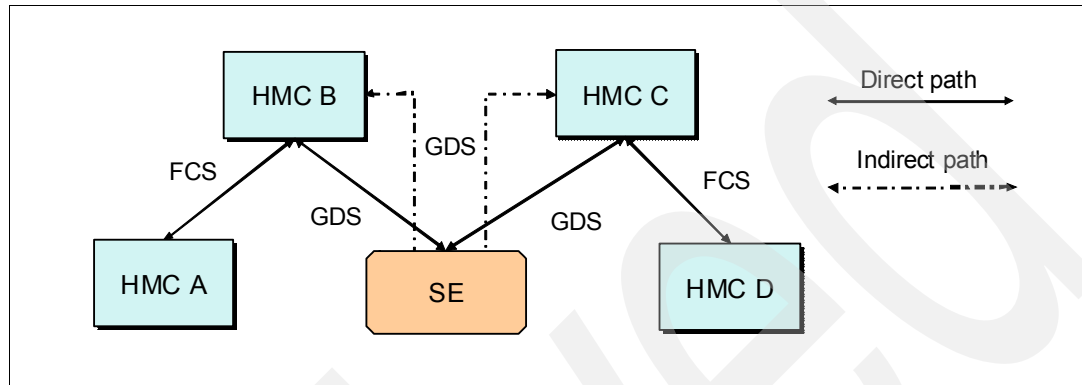 HMC B
HMC C
Direct path
GDS
Indirect path
FCS
FCS
GDS
GDS
HMC A
SE
HMC D